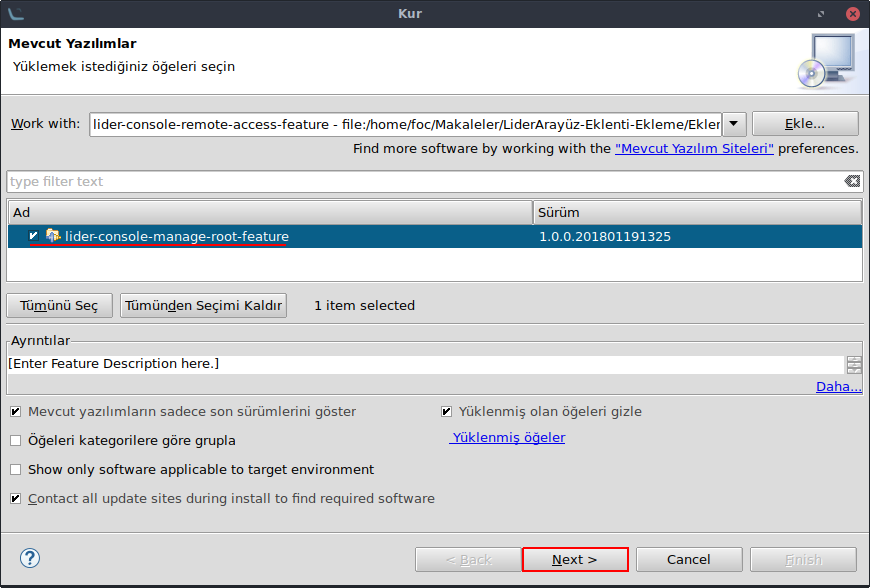 Kur
Mevcut Yazılımlar
Yüklemek istediğiniz öğeleri seçin
Work with: lider-console-remote-access-feature - file:/home/foc/Makaleler/LiderArayüz-Eklenti-Ekleme/Ekler Ekle...
Find more software by working with the "Mevcut Yazılım Siteleri" preferences.
type filter text
Ad Sürüm
lider-console-manage-root-feature 1.0.0.201801191325
Tümünü Seç Tümünden Seçimi Kaldır 1 item selected
Ayrıntılar
[Enter Feature Description here.]
Daha...
Mevcut yazılımların sadece son sürümlerini göster Yüklenmiş olan öğeleri gizle
Öğeleri kategorilere göre grupla Yüklenmiş öğeler
Show only software applicable to target environment
Contact all update sites during install to find required software
? < Back Next > Cancel Finish